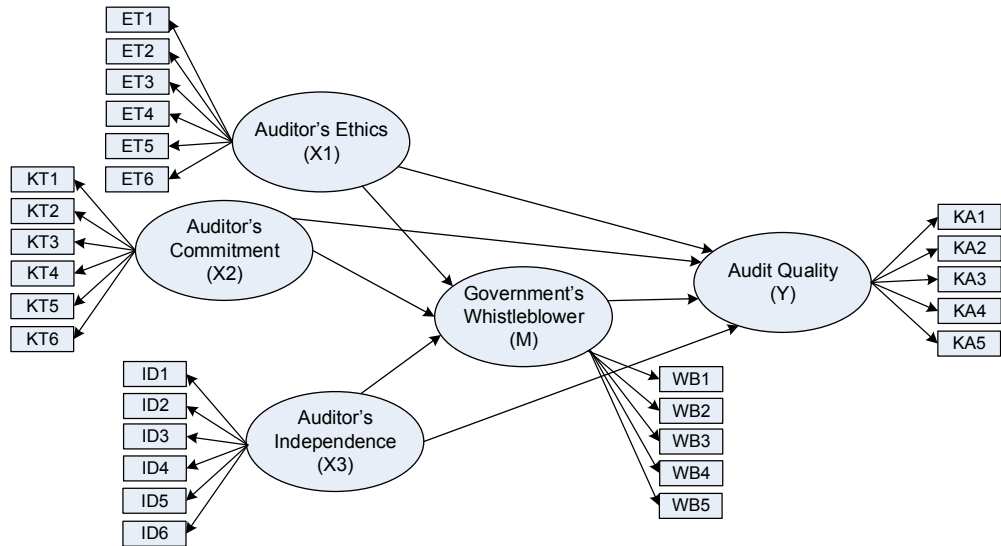 ET1
ET2
ET3
ET4
ET5
ET6
Auditor's Ethics
(X1)
KT1
KT2
KT3
KT4
KT5
KT6
Auditor's
Commitment
(X2)
ID1
ID2
ID3
ID4
ID5
ID6
Auditor's
Independence
(X3)
Government's
Whistleblower
(M)
WB1
WB2
WB3
WB4
WB5
Audit Quality
(Y)
KA1
KA2
KA3
KA4
KA5